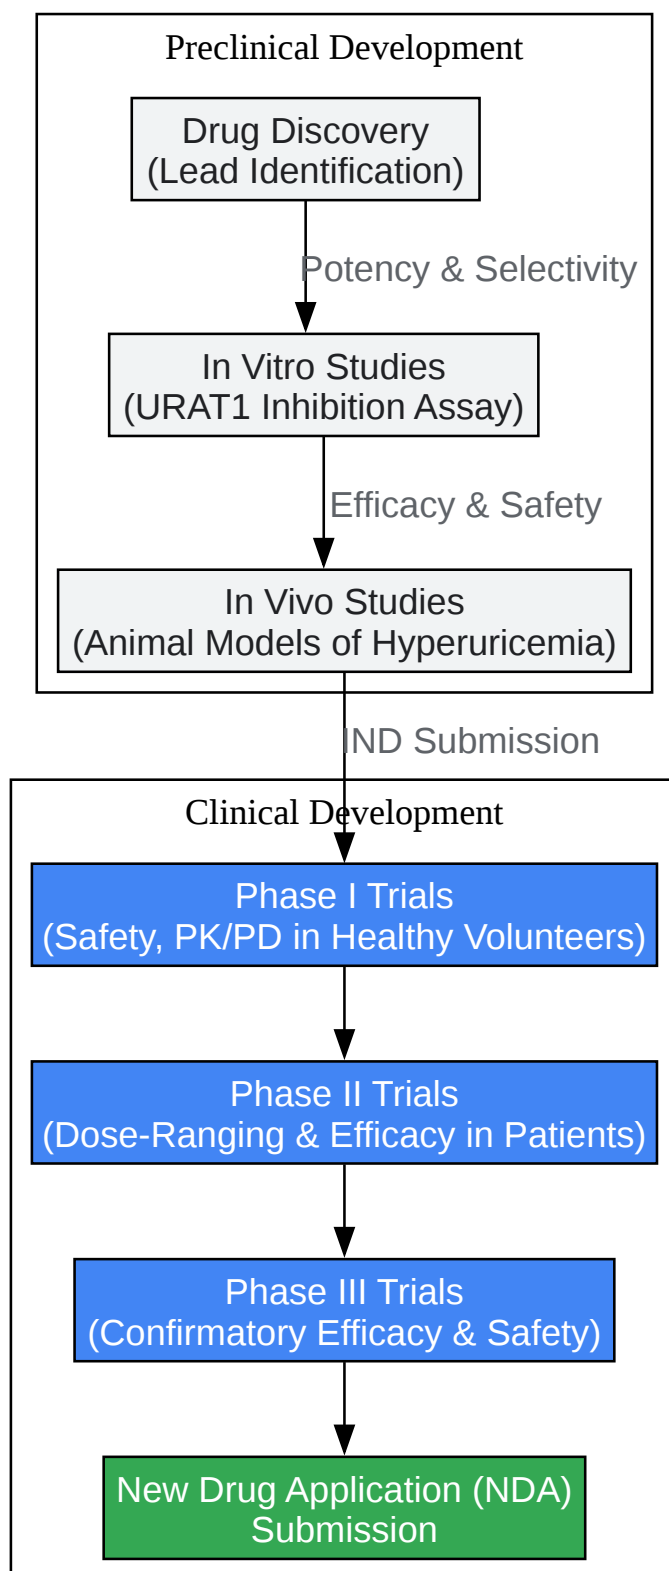 Preclinical Development
Drug Discovery
(Lead Identification)
Potency & Selectivity
In Vitro Studies
(URAT1 Inhibition Assay)
Efficacy & Safety
In Vivo Studies
(Animal Models of Hyperuricemia)
IND Submission
Clinical Development
Phase I Trials
(Safety, PK/PD in Healthy Volunteers)
Phase II Trials
(Dose-Ranging & Efficacy in Patients)
Phase III Trials
(Confirmatory Efficacy & Safety)
New Drug Application (NDA)
Submission